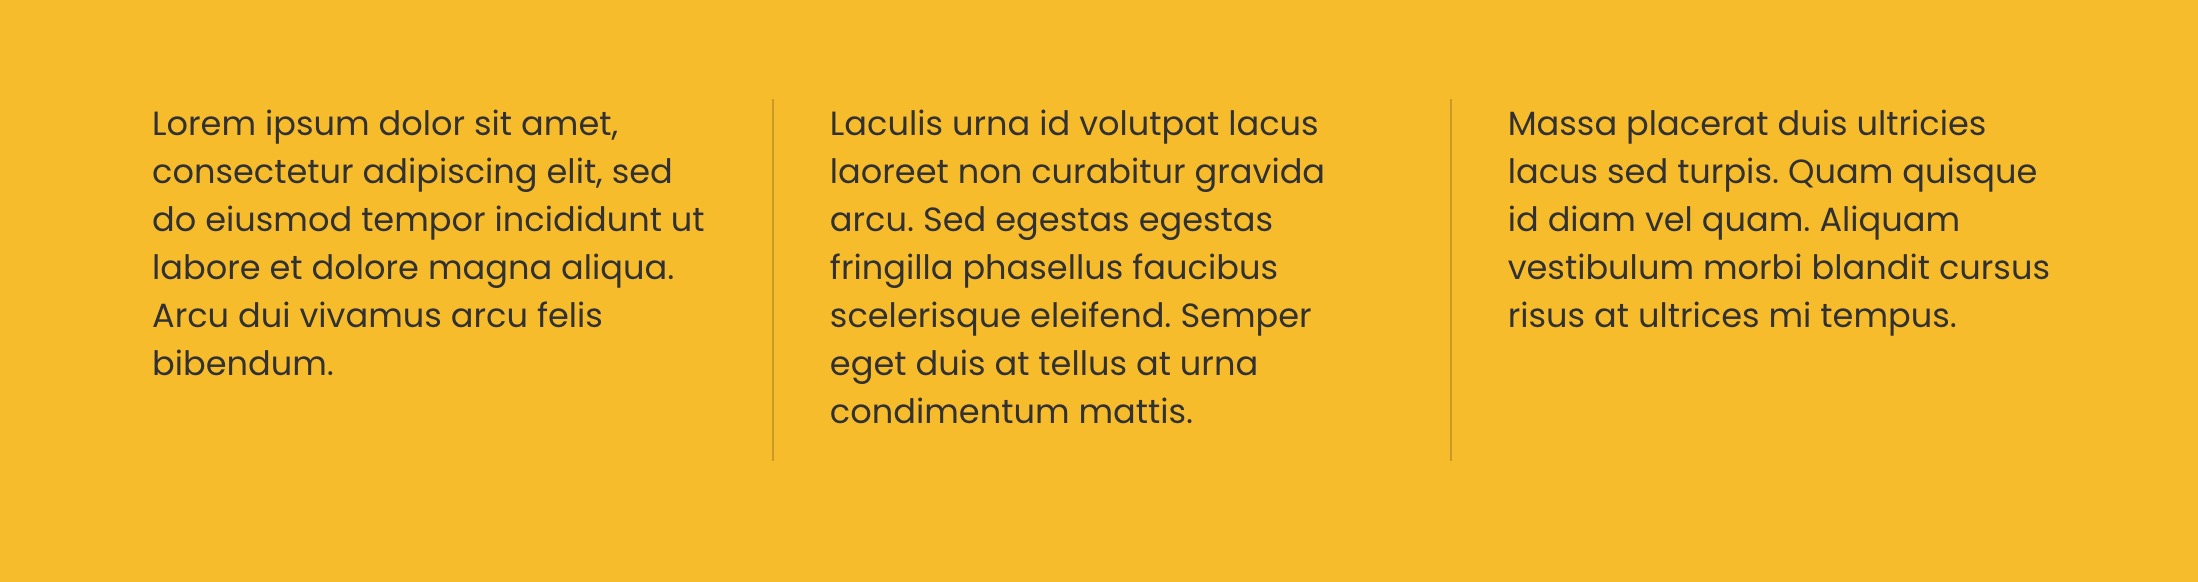 Lorem ipsum dolor sit amet,
consectetur adipiscing elit, sed
do eiusmod tempor incididunt ut
labore et dolore magna aliqua.
Arcu dui vivamus arcu felis
bibendum.
Laculis urna id volutpat lacus
laoreet non curabitur gravida
arcu. Sed egestas egestas
fringilla phasellus faucibus
scelerisque eleifend. Semper
eget duis at tellus at urna
condimentum mattis.
Massa placerat duis ultricies
lacus sed turpis. Quam quisque
id diam vel quam. Aliquam
vestibulum morbi blandit cursus
risus at ultrices mi tempus.